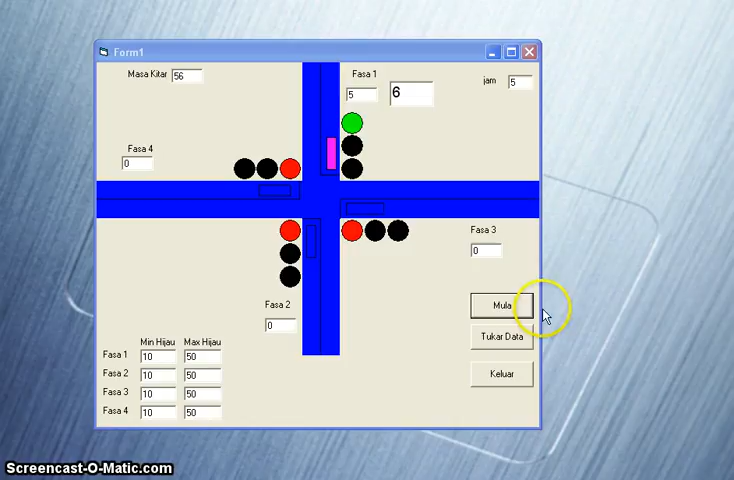 Form1
Masa Kitar 56
Fasa 1
5
6
jam 5
Fasa 4
0
Fasa 3
0
Fasa 2
0
Mula
Tukar Data
Keluar
Min Hijau Max Hijau
Fasa 1 10 50
Fasa 2 10 50
Fasa 3 10 50
Fasa 4 10 50
Screencast-O-Matic.com